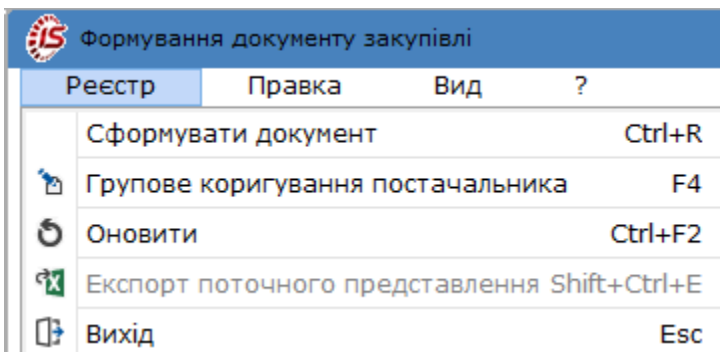 IS Формування документу закупівлі
Реєстр Правка Вид ?
Сформувати документ Ctrl+R
Групове коригування постачальника F4
Оновити Ctrl+F2
Експорт поточного представлення Shift+Ctrl+E
Вихід Esc